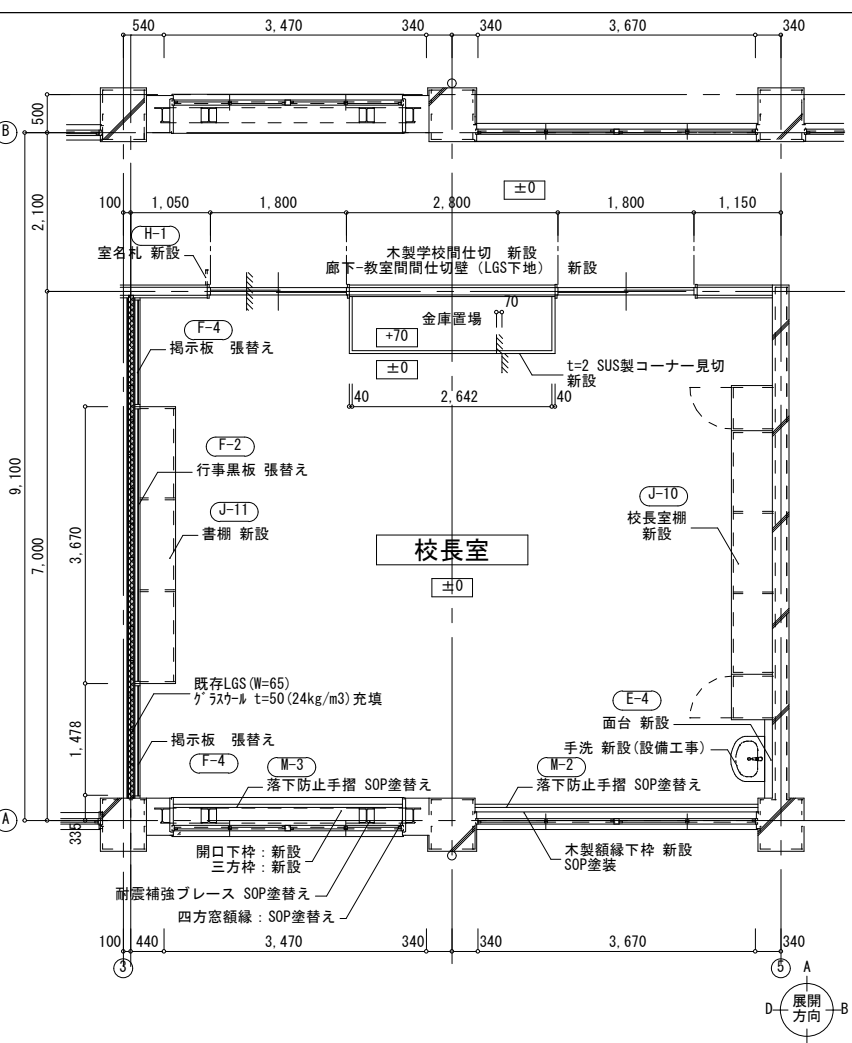 540 3,470 340 340 3,670 340
500
B
2,100
±0
100 1,050 1,800 2,800 1,800 1,150
H-1
室名札 新設
木製学校間仕切 新設
廊下-教室間間仕切壁（LGS下地） 新設
70
金庫置場
+70
±0
F-4
掲示板 張替え
t=2 SUS製コーナー見切
新設
40 2,642 40
F-2
行事黒板 張替え
J-11
書棚 新設
J-10
校長室棚
新設
9,100
7,000
3,670
校長室
±0
既存LGS(W=65)
グラスウール t=50(24kg/m3)充填
E-4
面台 新設
手洗 新設(設備工事)
1,478
掲示板 張替え
F-4
M-3
落下防止手摺 SOP塗替え
M-2
落下防止手摺 SOP塗替え
A
335
開口下枠：新設
三方枠：新設
木製額縁下枠 新設
SOP塗装
耐震補強ブレース SOP塗替え
四方窓額縁：SOP塗替え
100 440 3,470 340 340 3,670 340
3 5
A
D 展開 B
方向